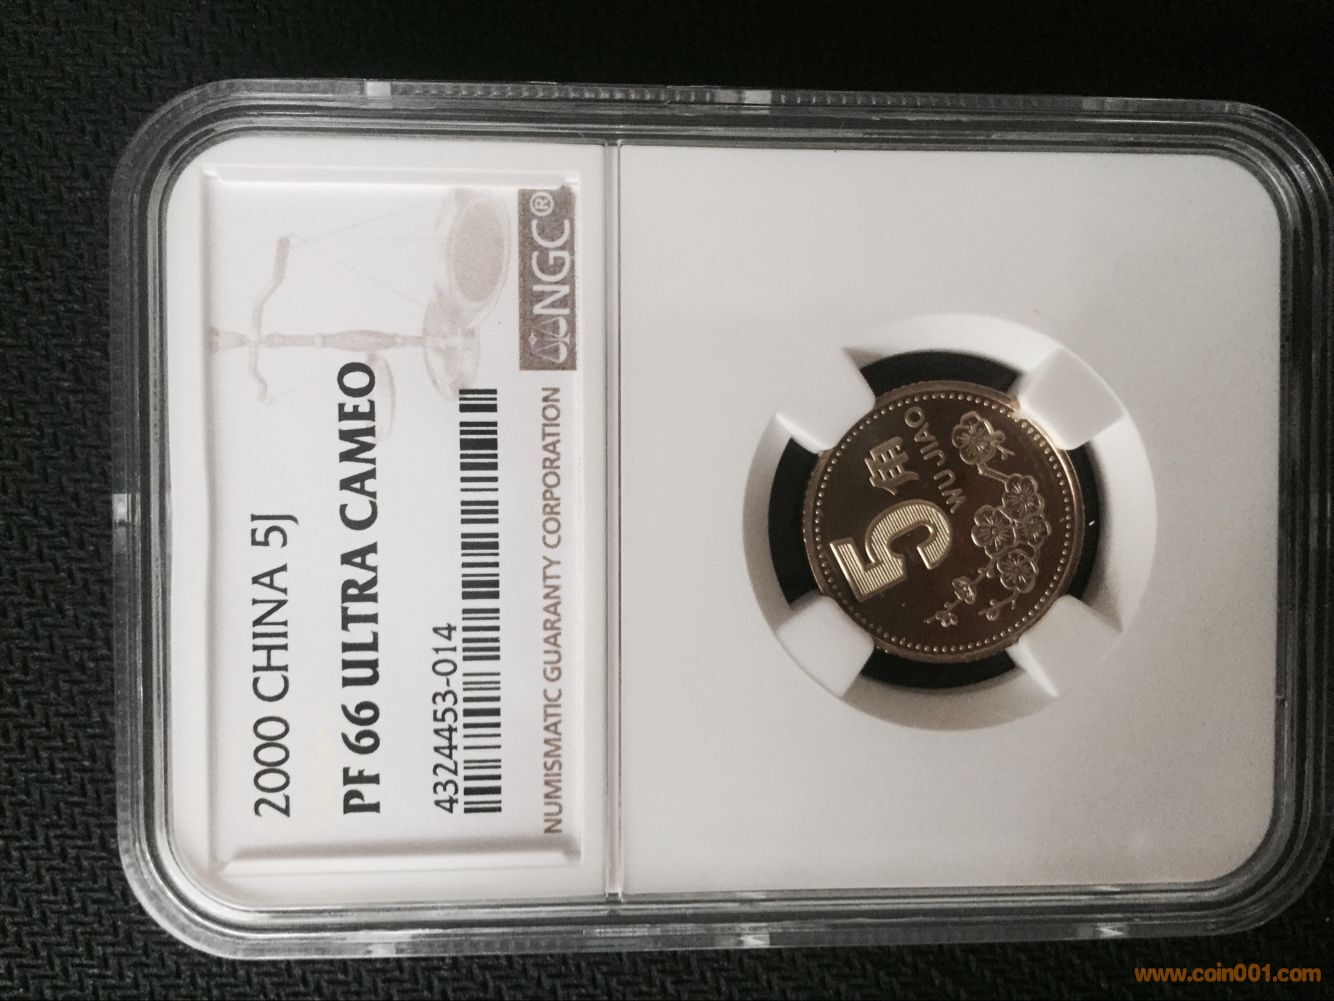 2000 CHINA 5J
PF 66 ULTRA CAMEO
4324453-014
NUMISMATIC GUARANTY CORPORATION
NGC®
5角
WU JIAO
www.coin001.com